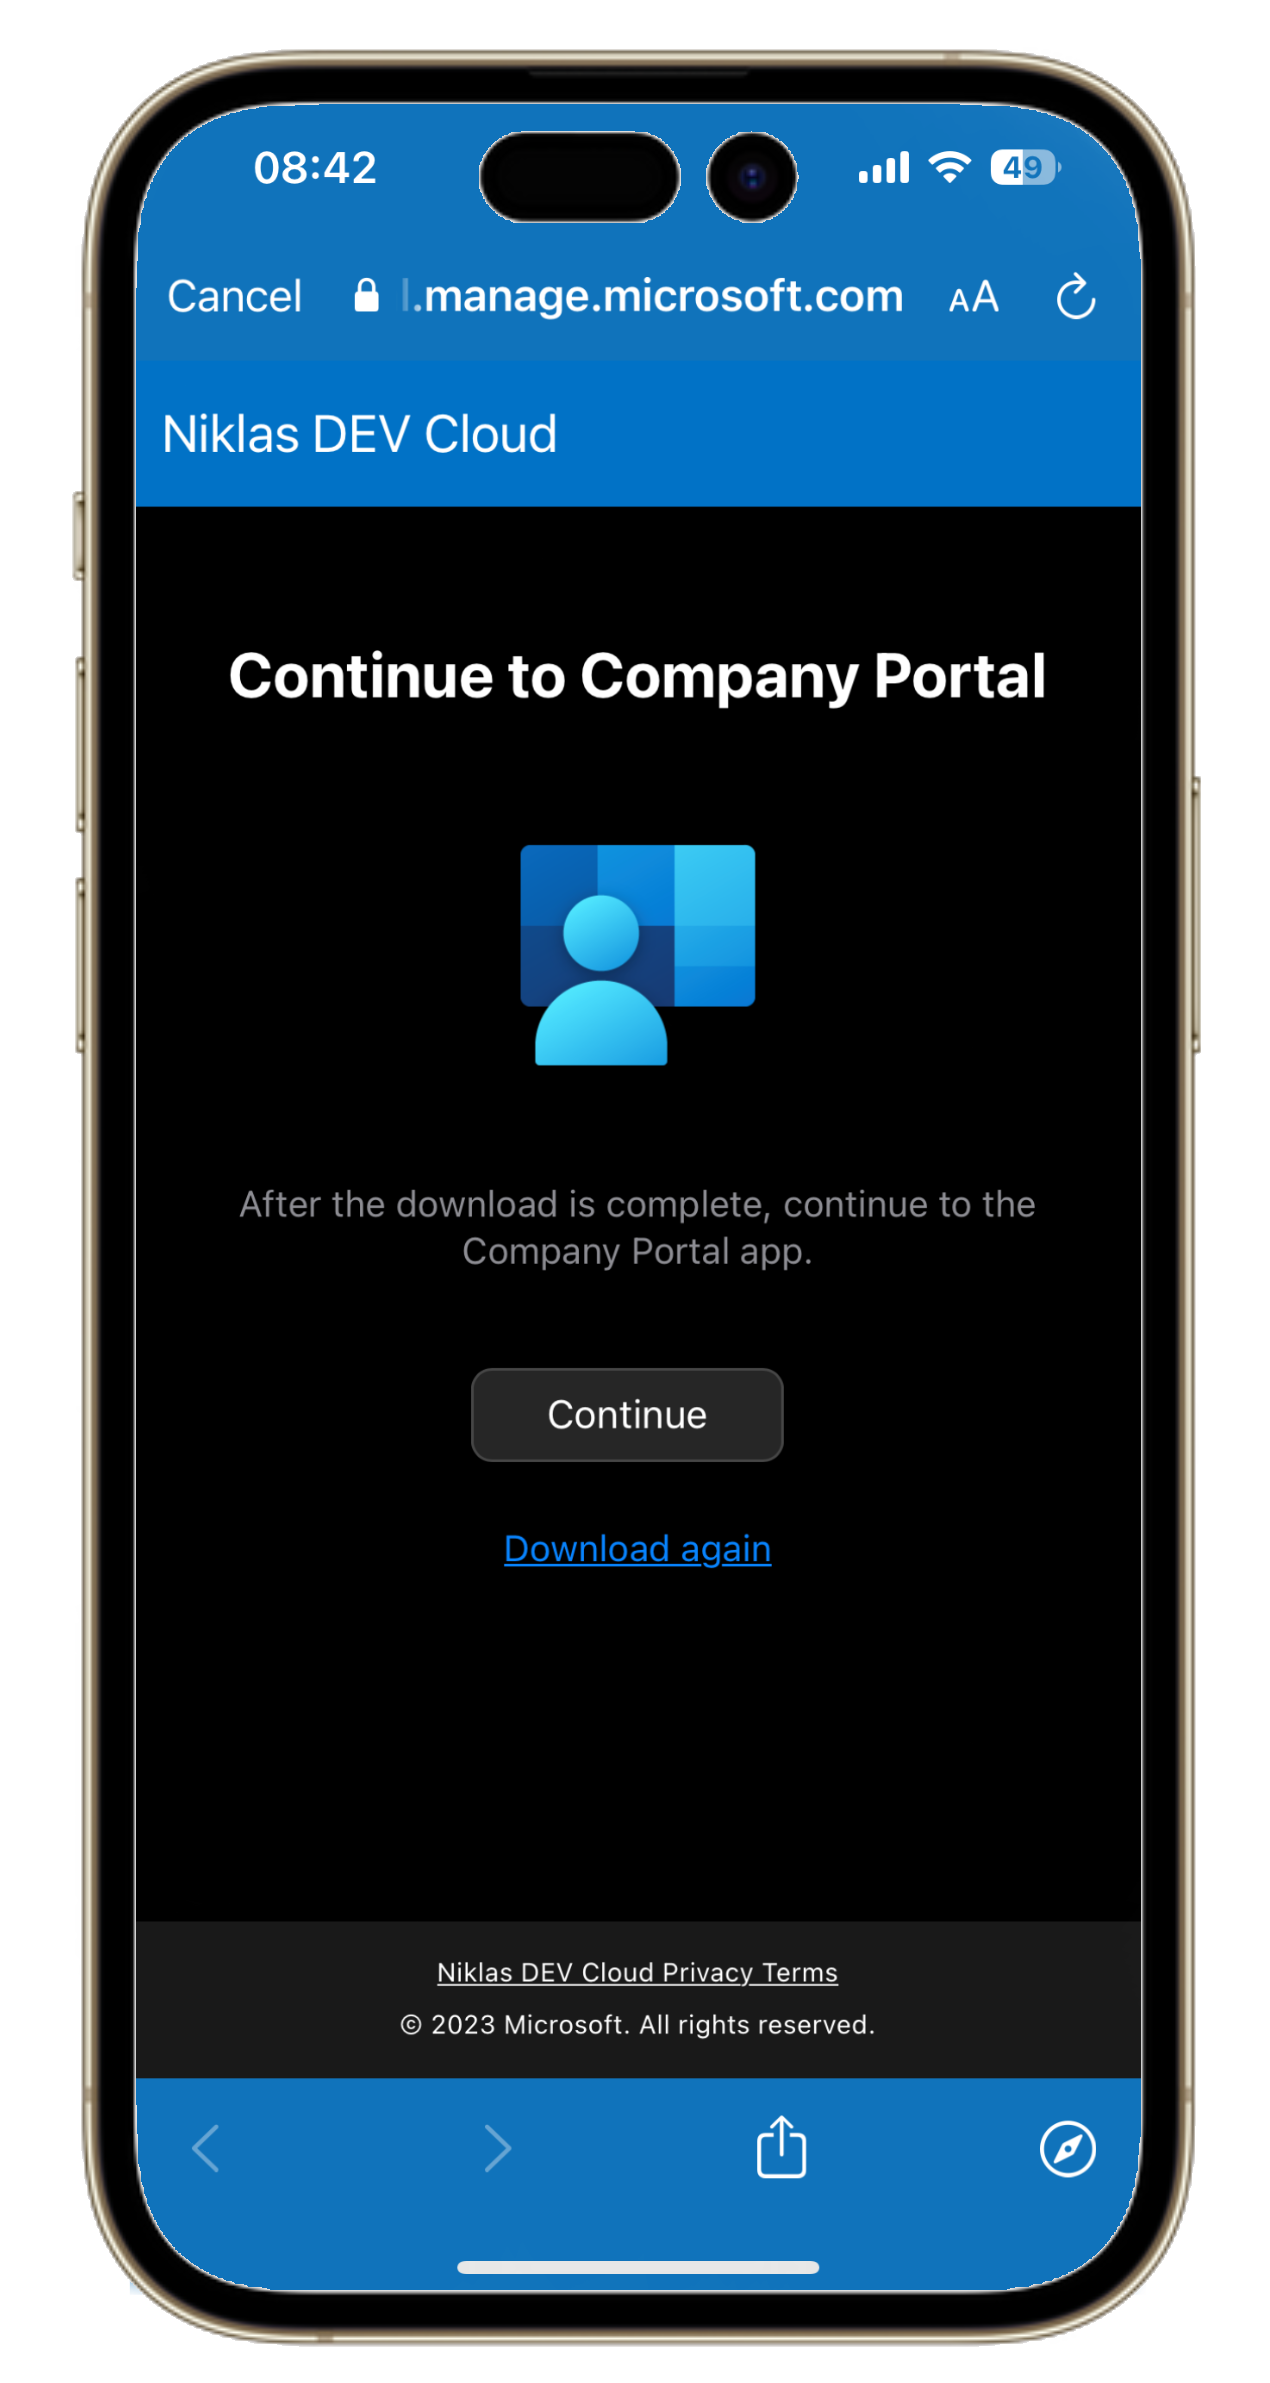 08:42
49
Cancel
.manage.microsoft.com
AA
Niklas DEV Cloud
Continue to Company Portal
After the download is complete, continue to the
Company Portal app.
Continue
Download again
Niklas DEV Cloud Privacy Terms
© 2023 Microsoft. All rights reserved.